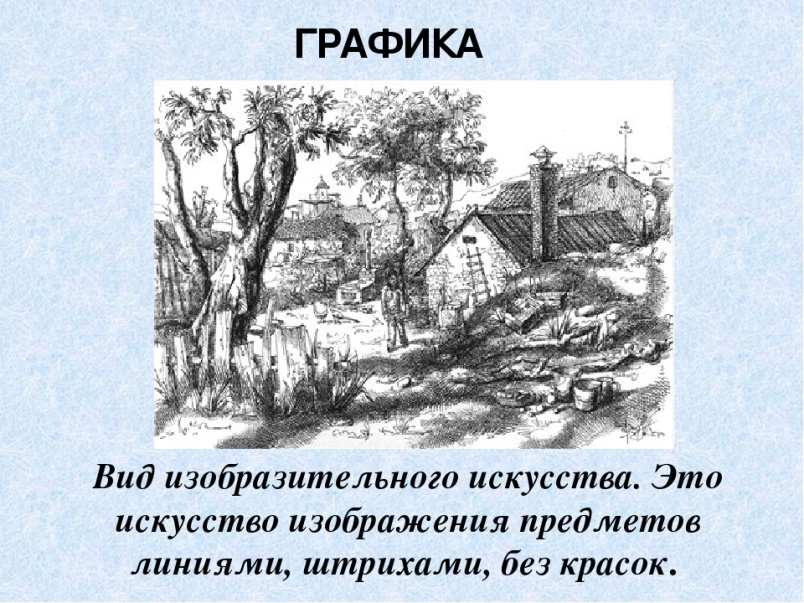 ГРАФИКА
Вид изобразительного искусства. Это
искусство изображения предметов
линиями, штрихами, без красок.